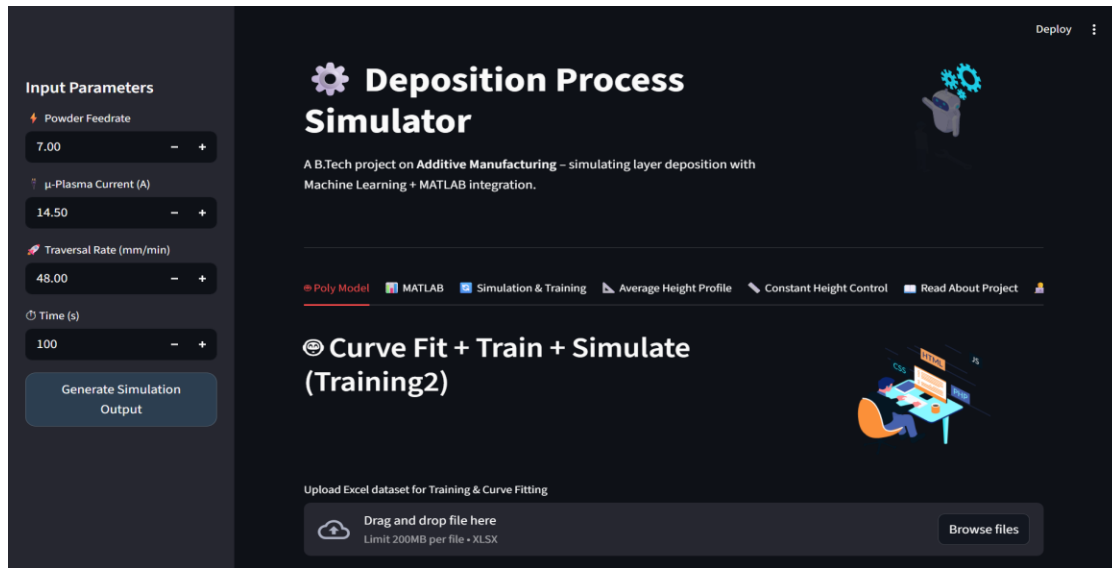 Deploy
Input Parameters
Powder Feedrate
7.00
μ-Plasma Current (A)
14.50
Traversal Rate (mm/min)
48.00
Time (s)
100
Generate Simulation
Output
Deposition Process
Simulator
A B.Tech project on Additive Manufacturing – simulating layer deposition with
Machine Learning + MATLAB integration.
Poly Model MATLAB Simulation & Training Average Height Profile Constant Height Control Read About Project
Curve Fit + Train + Simulate
(Training2)
HTML
JS
CSS
PHP
Upload Excel dataset for Training & Curve Fitting
Drag and drop file here
Limit 200MB per file • XLSX
Browse files